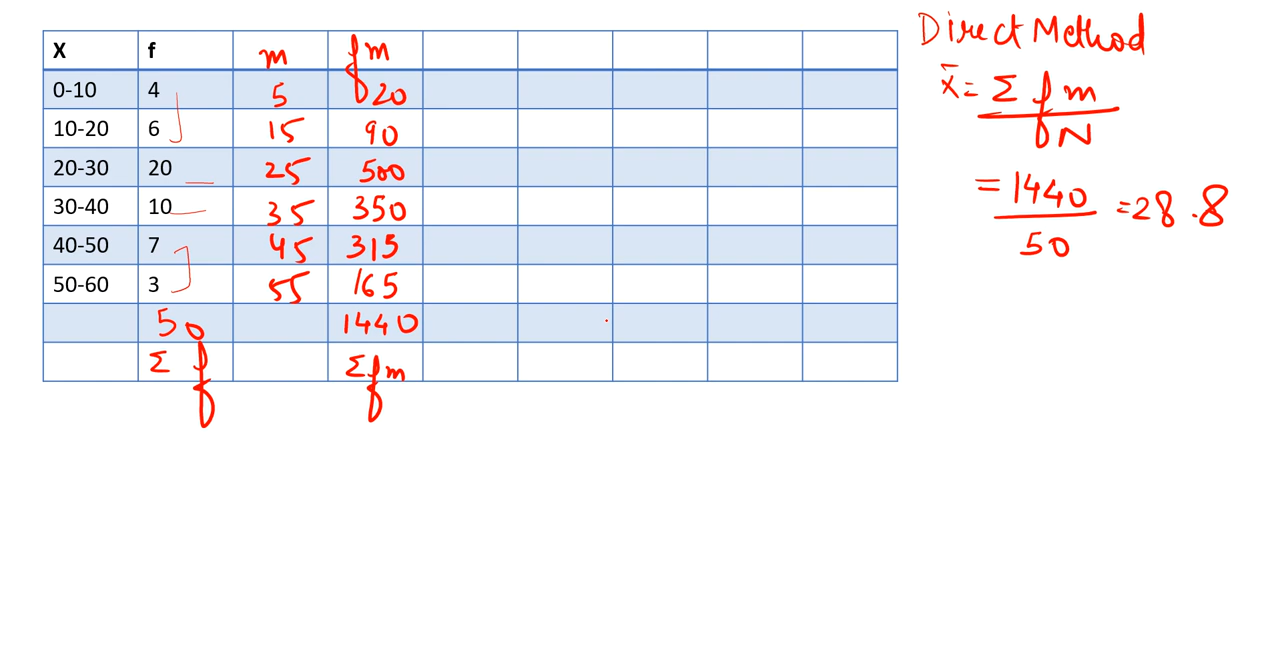 X f m fm
0-10 4 5 20
10-20 6 15 90
20-30 20 25 500
30-40 10 35 350
40-50 7 45 315
50-60 3 55 165
50 1440
Σ f Σfm
Direct Method
x̄ = Σ fm
N
= 1440
50
=28.8